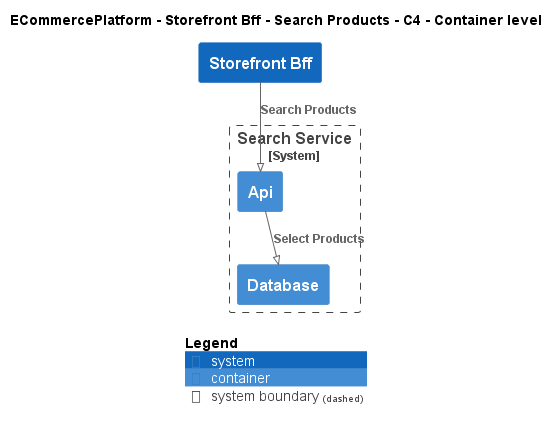 ECommercePlatform - Storefront Bff - Search Products - C4 - Container level
Storefront Bff
Search Products
Search Service
[System]
Api
Select Products
Database
Legend
system
container
system boundary (dashed)